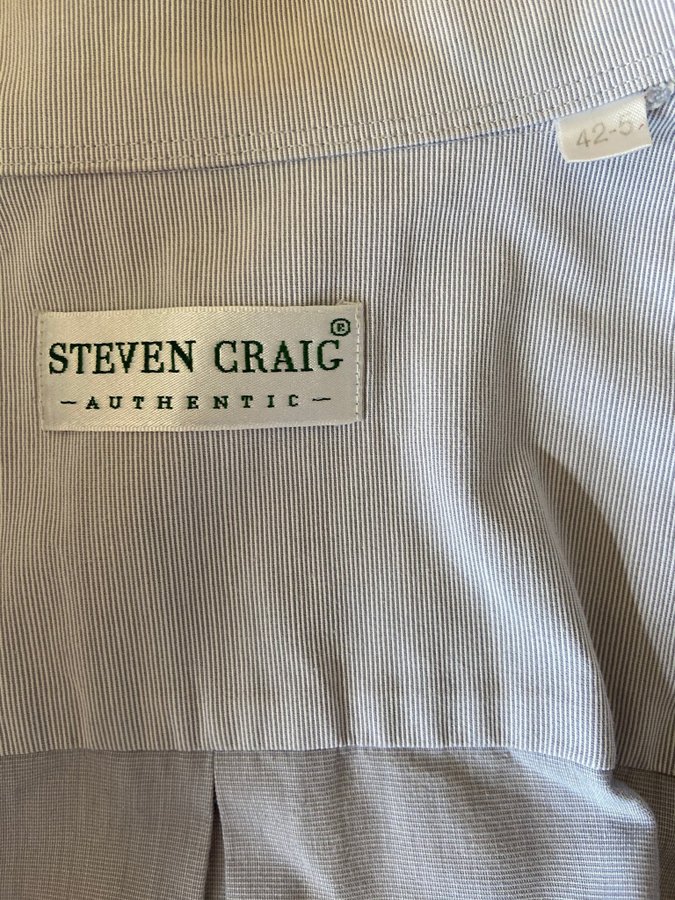 42-5
STEVEN CRAIG®
– AUTHENTIC –